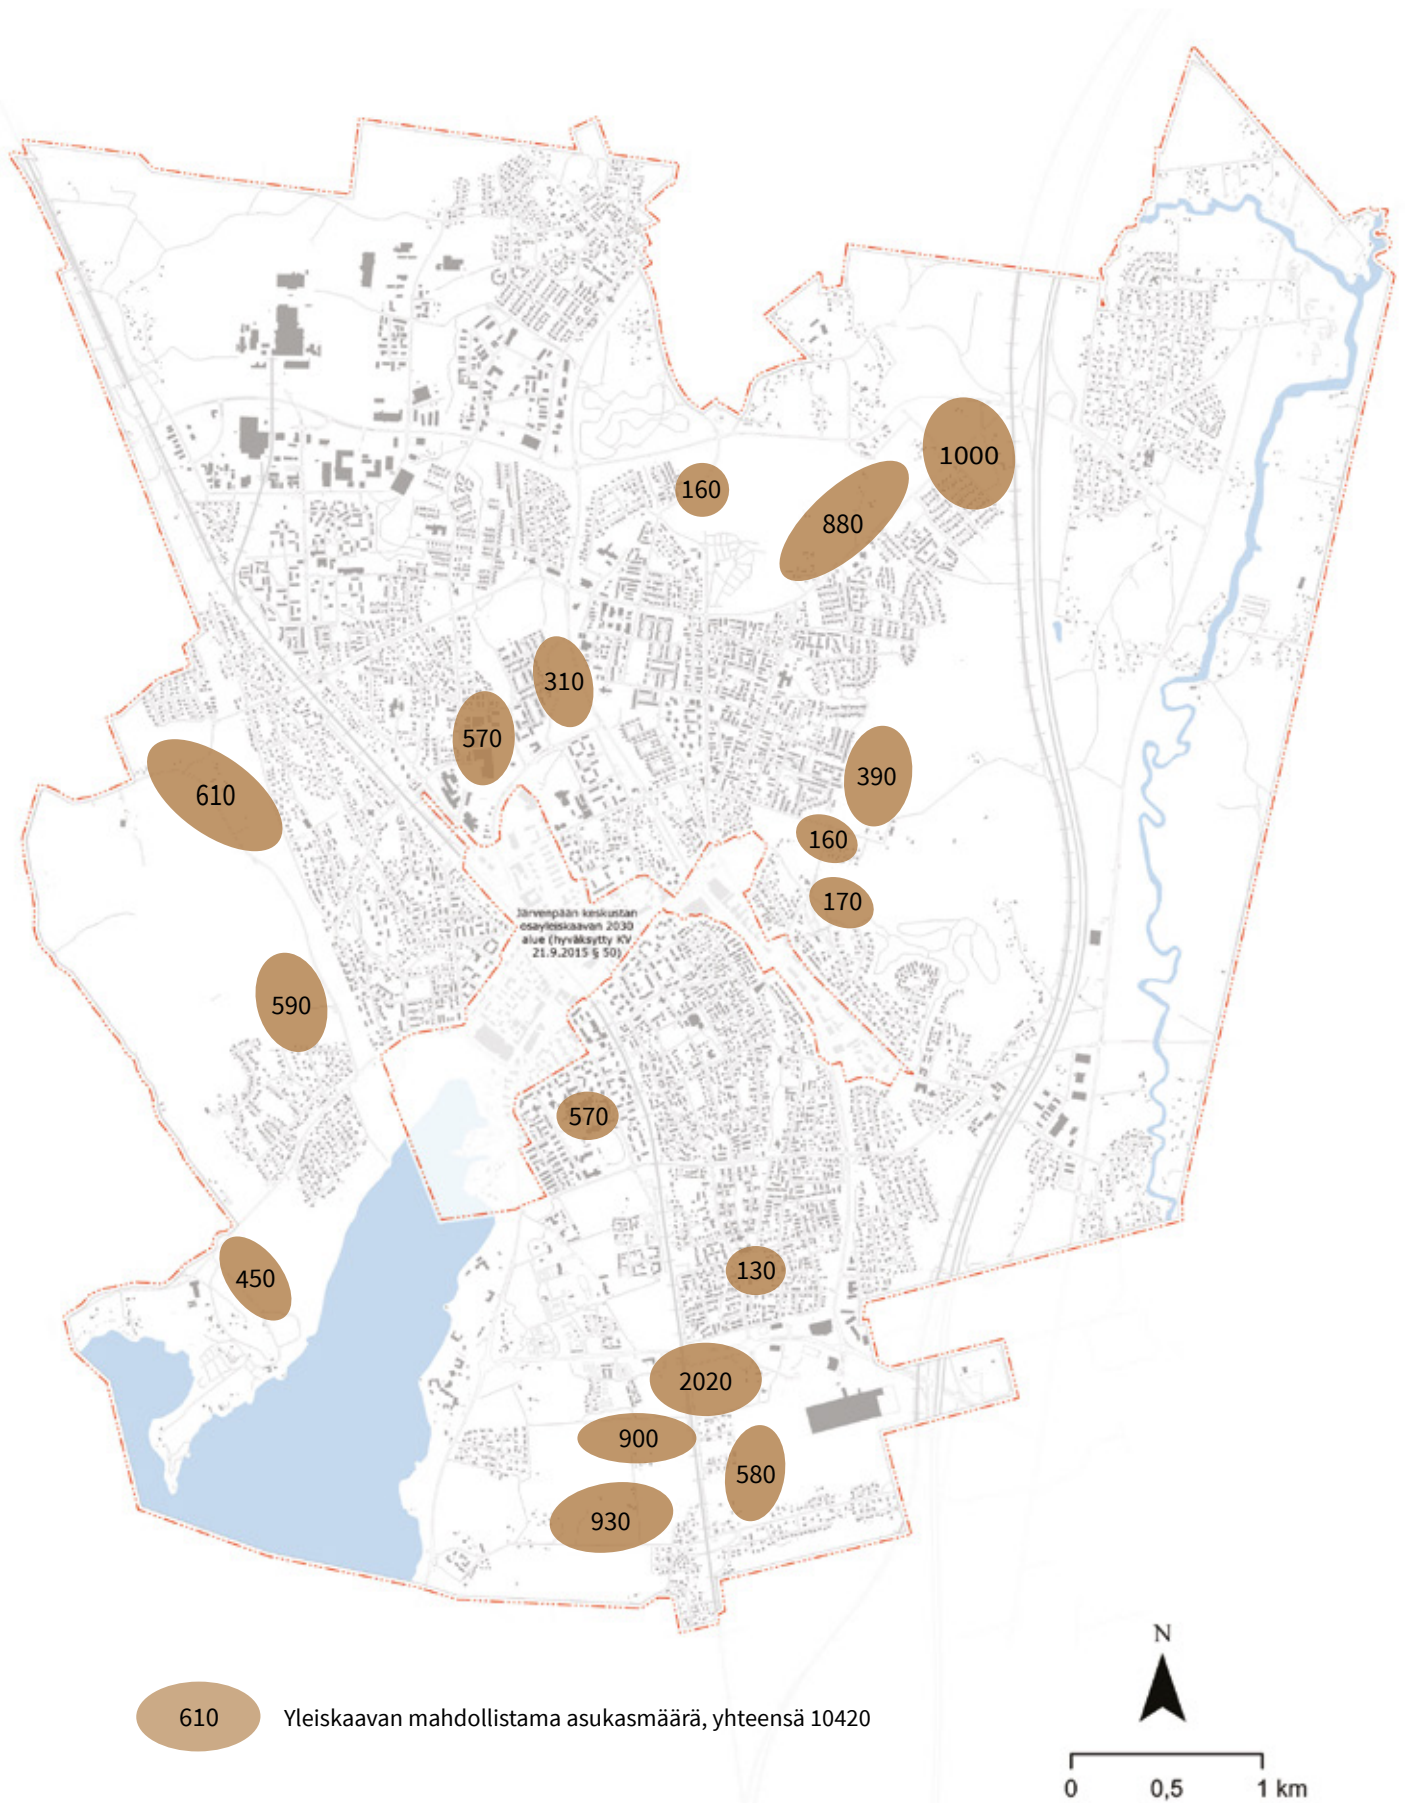 1000
160
880
310
570
390
610
160
170
Järvenpään keskustan
osayleiskaavan 2030
alue (hyväksytty KV
21.9.2015 § 50)
590
570
450
130
2020
900
580
930
N
610 Yleiskaavan mahdollistama asukasmäärä, yhteensä 10420
0 0,5 1 km